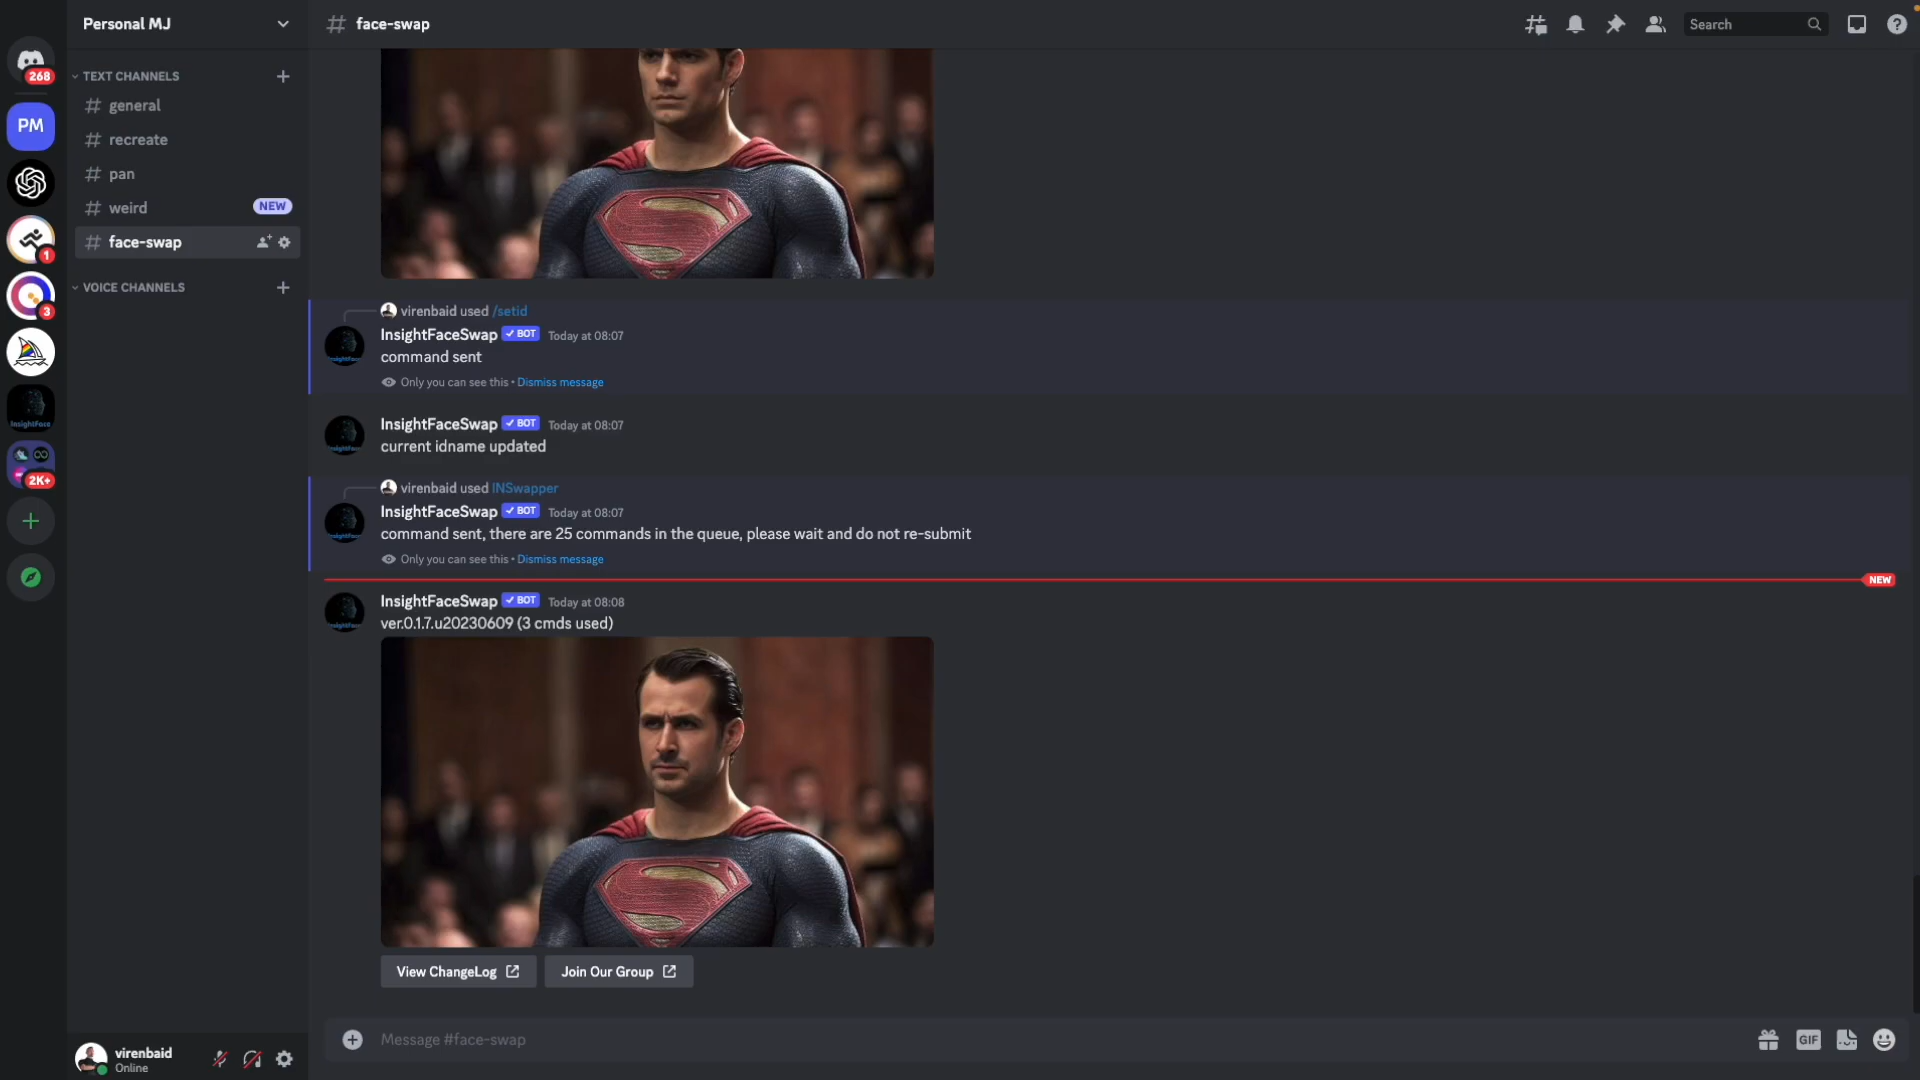 Personal MJ
face-swap
Search
268
TEXT CHANNELS
general
PM
recreate
pan
weird
NEW
face-swap
1
VOICE CHANNELS
3
virenbaid used /setid
InsightFaceSwap BOT Today at 08:07
command sent
Only you can see this • Dismiss message
InsightFace
InsightFaceSwap BOT Today at 08:07
current idname updated
2K+
virenbaid used INSwapper
InsightFaceSwap BOT Today at 08:07
command sent, there are 25 commands in the queue, please wait and do not re-submit
Only you can see this • Dismiss message
NEW
InsightFaceSwap BOT Today at 08:08
ver.0.1.7.u20230609 (3 cmds used)
View ChangeLog
Join Our Group
Message #face-swap
GIF
virenbaid
Online